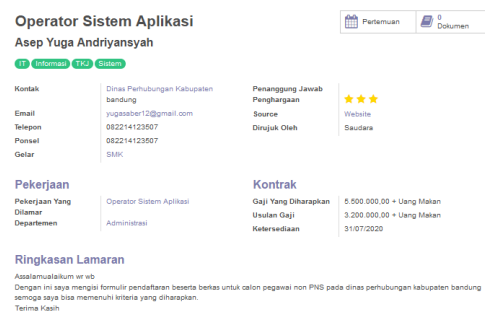 Operator Sistem Aplikasi
Pertemuan
0
Dokumen
Asep Yuga Andriyansyah
IT Informasi TKJ Sistem
Kontak Dinas Perhubungan Kabupaten
bandung
Penanggung Jawab
Penghargaan
Email yugasaber12@gmail.com
Source Website
Telepon 082214123507
Dirujuk Oleh Saudara
Ponsel 082214123507
Gelar SMK
Pekerjaan
Kontrak
Pekerjaan Yang
Dilamar
Operator Sistem Aplikasi
Gaji Yang Diharapkan 5.500.000,00 + Uang Makan
Usulan Gaji 3.200.000,00 + Uang Makan
Departemen Administrasi
Ketersediaan 31/07/2020
Ringkasan Lamaran
Assalamualaikum wr wb
Dengan ini saya mengisi formulir pendaftaran beserta berkas untuk calon pegawai non PNS pada dinas perhubungan kabupaten bandung
semoga saya bisa memenuhi kriteria yang diharapkan.
Terima Kasih